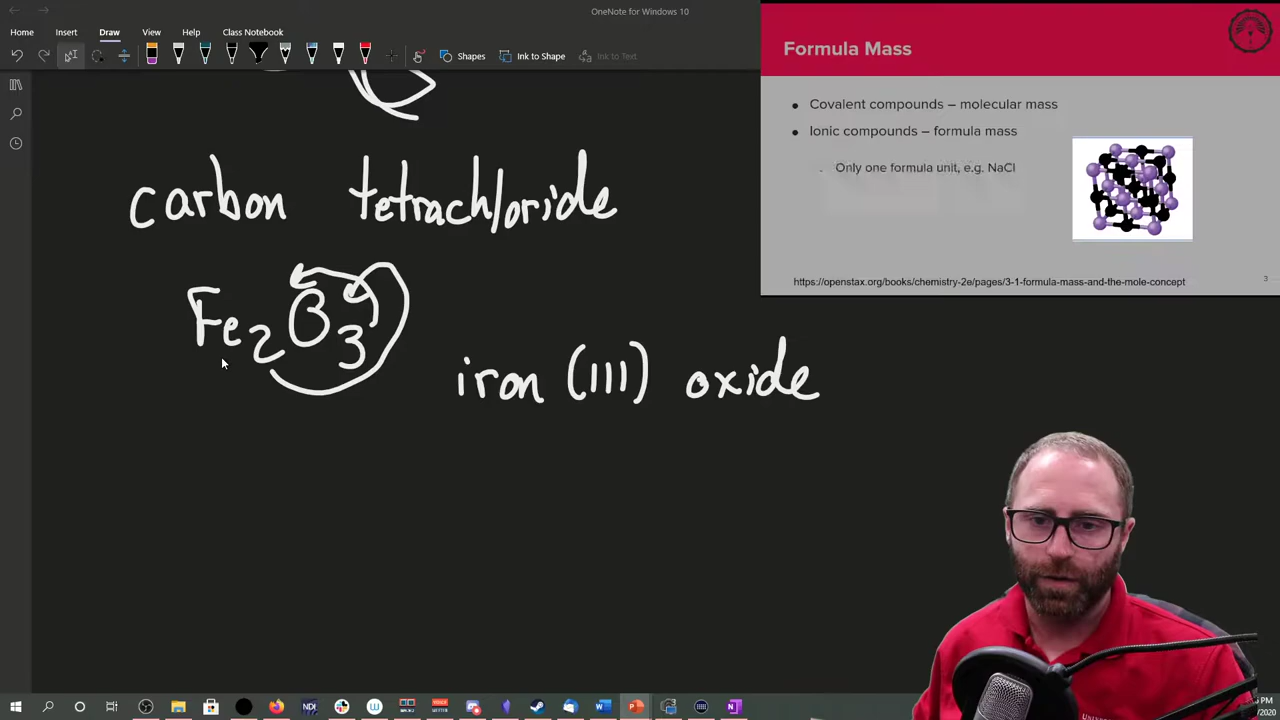 OneNote for Windows 10
Home Insert Draw View Help Class Notebook
Shapes Ink to Shape Ink to Text
carbon tetrachloride
Fe2O3
iron (III) oxide
Formula Mass
• Covalent compounds – molecular mass
• Ionic compounds – formula mass
. Only one formula unit, e.g. NaCl
https://openstax.org/books/chemistry-2e/pages/3-1-formula-mass-and-the-mole-concept
3